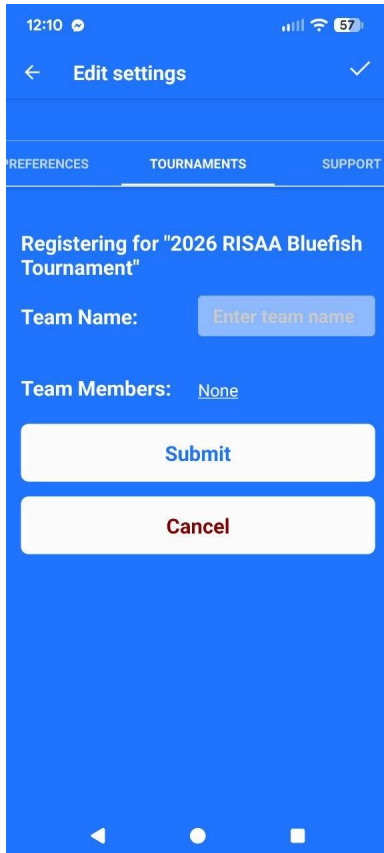 12:10
57
Edit settings
REFERENCES TOURNAMENTS SUPPORT
Registering for "2026 RISAA Bluefish
Tournament"
Team Name: Enter team name
Team Members: None
Submit
Cancel